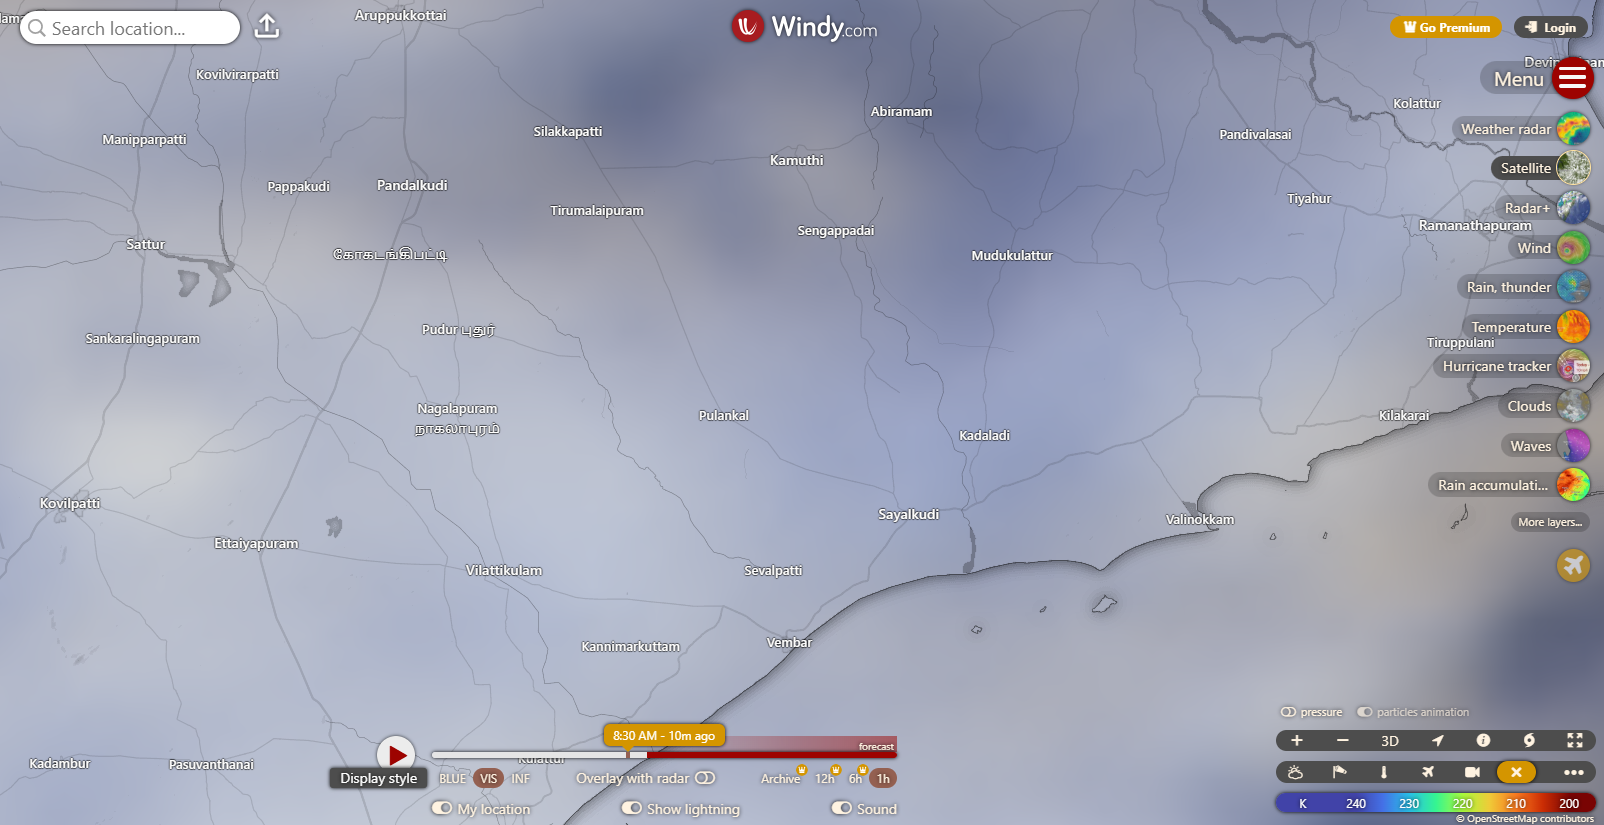 Aruppukkottai
Search location...
Windy.com
Go Premium
Login
Kovilvirarpatti
Menu
Kolattur
Abiramam
Manipparpatti
Silakkapatti
Pandivalasai
Weather radar
Kamuthi
Satellite
Pappakudi
Pandalkudi
Tirumalaipuram
Tiyahur
Radar+
Ramanathapuram
Sattur
கோகடங்கிபட்டி
Sengappadai
Mudukulattur
Wind
Rain, thunder
Sankaralingapuram
Pudur புதூர்
Temperature
Tiruppulani
Hurricane tracker
Nagalapuram
நாகலாபுரம்
Pulankal
Kilakarai
Clouds
Kadaladi
Waves
Rain accumulati...
Kovilpatti
Sayalkudi
Valinokkam
More layers...
Ettaiyapuram
Vilattikulam
Sevalpatti
Kannimarkuttam
Vembar
pressure
particles animation
8:30 AM - 10m ago
forecast
3D
Kadambur
Pasuvanthanai
Kulattur
Display style
BLUE
VIS
INF
Overlay with radar
Archive
12h
6h
1h
My location
Show lightning
Sound
K 240 230 220 210 200
© OpenStreetMap contributors